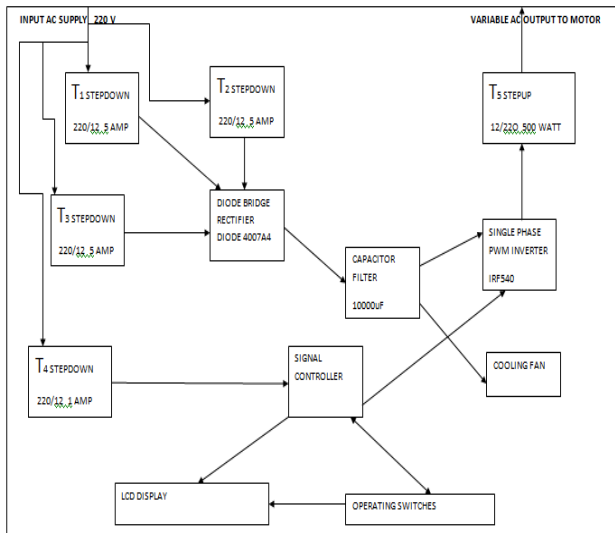 INPUT AC SUPPLY 220 V
VARIABLE AC OUTPUT TO MOTOR
T1 STEPDOWN
220/12 5 AMP
T2 STEPDOWN
220/12 5 AMP
T5 STEPUP
12/22O 500 WATT
T3 STEPDOWN
220/12 5 AMP
DIODE BRIDGE
RECTIFIER
DIODE 4007A4
SINGLE PHASE
PWM INVERTER
IRF540
CAPACITOR
FILTER
10000uF
T4 STEPDOWN
220/12 1 AMP
SIGNAL
CONTROLLER
COOLING FAN
LCD DISPLAY
OPERATING SWITCHES